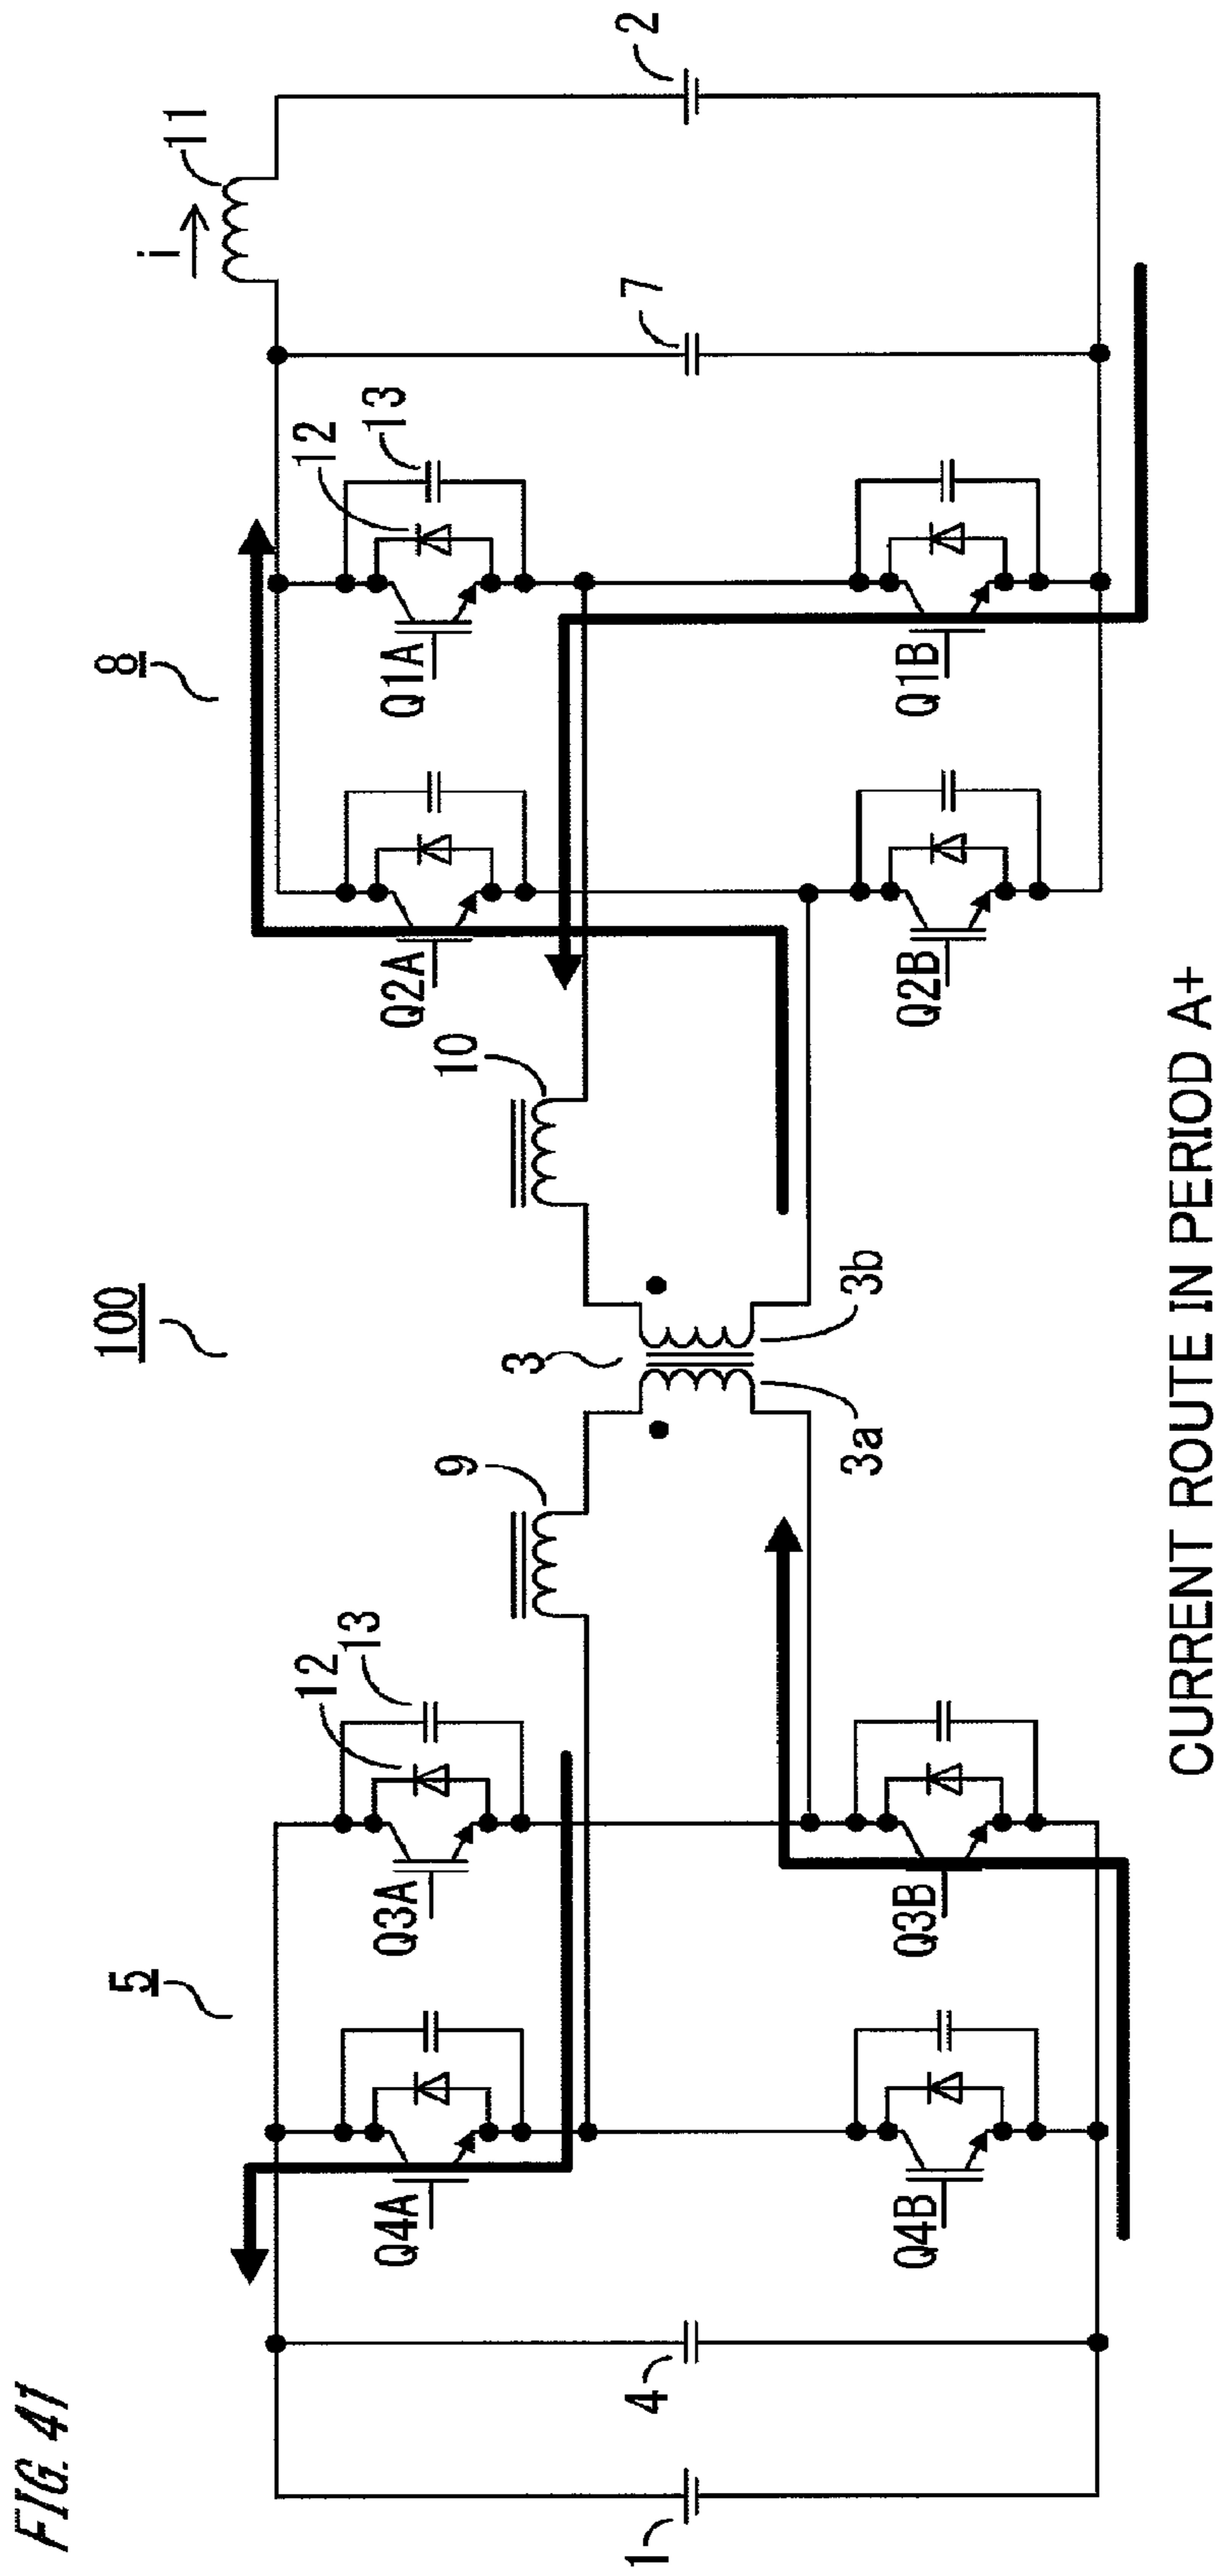 FIG. 41
100
5
8
i
11
12
13
12
13
Q4A
Q3A
9
10
Q2A
Q1A
3
1
4
7
2
3a
3b
Q4B
Q3B
Q2B
Q1B
CURRENT ROUTE IN PERIOD A+